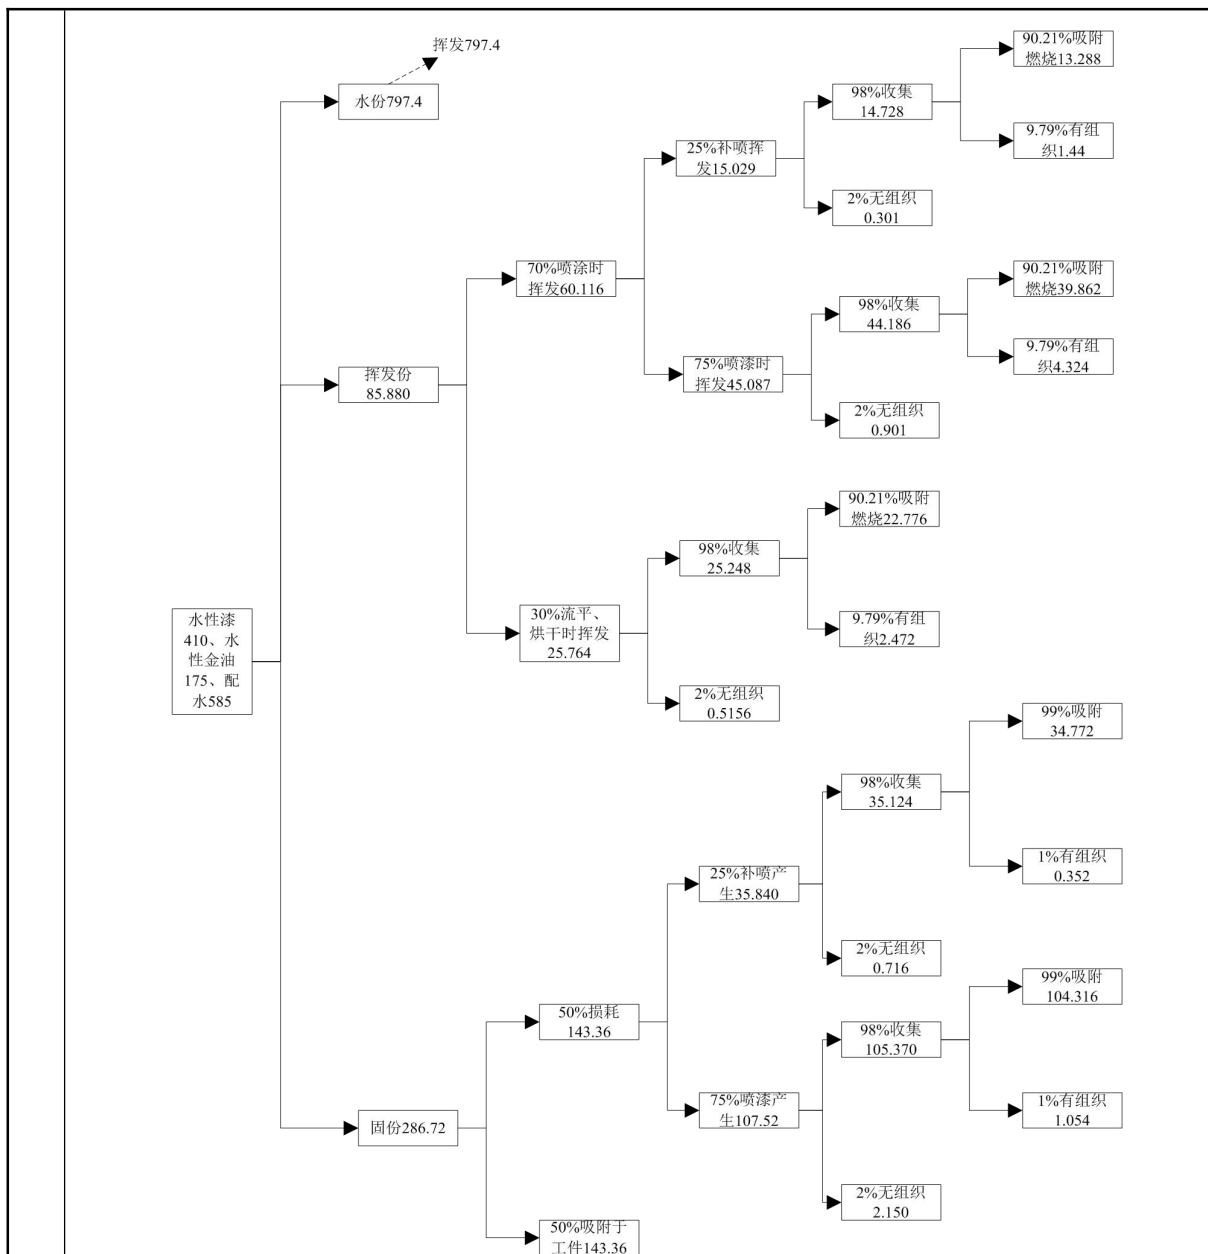 挥发797.4
水份797.4
90.21%吸附
燃烧13.288
98%收集
14.728
9.79%有组
织1.44
25%补喷挥
发15.029
2%无组织
0.301
70%喷涂时
挥发60.116
90.21%吸附
燃烧39.862
98%收集
44.186
9.79%有组
织4.324
75%喷漆时
挥发45.087
2%无组织
0.901
挥发份
85.880
90.21%吸附
燃烧22.776
98%收集
25.248
9.79%有组
织2.472
30%流平、
烘干时挥发
25.764
2%无组织
0.5156
水性漆
410、水
性金油
175、配
水585
99%吸附
34.772
98%收集
35.124
1%有组织
0.352
25%补喷产
生35.840
2%无组织
0.716
50%损耗
143.36
99%吸附
104.316
98%收集
105.370
1%有组织
1.054
75%喷漆产
生107.52
2%无组织
2.150
固份286.72
50%吸附于
工件143.36